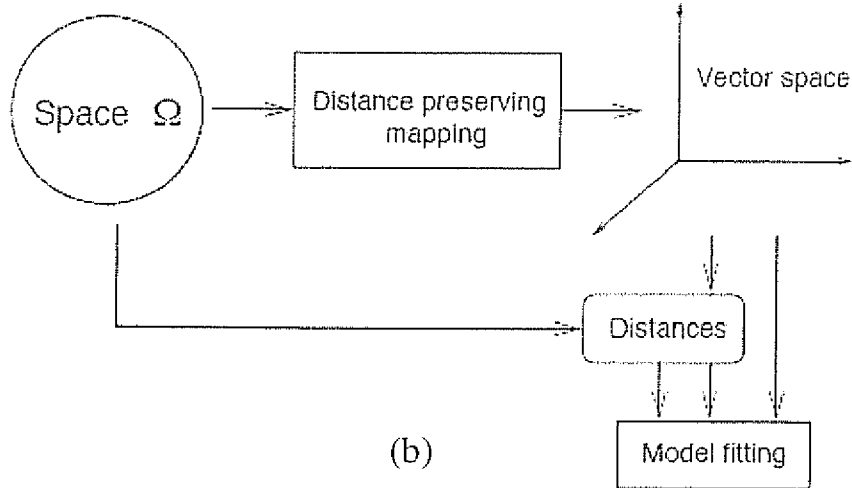 Space Ω
Distance preserving
mapping
Vector space
Distances
Model fitting
(b)